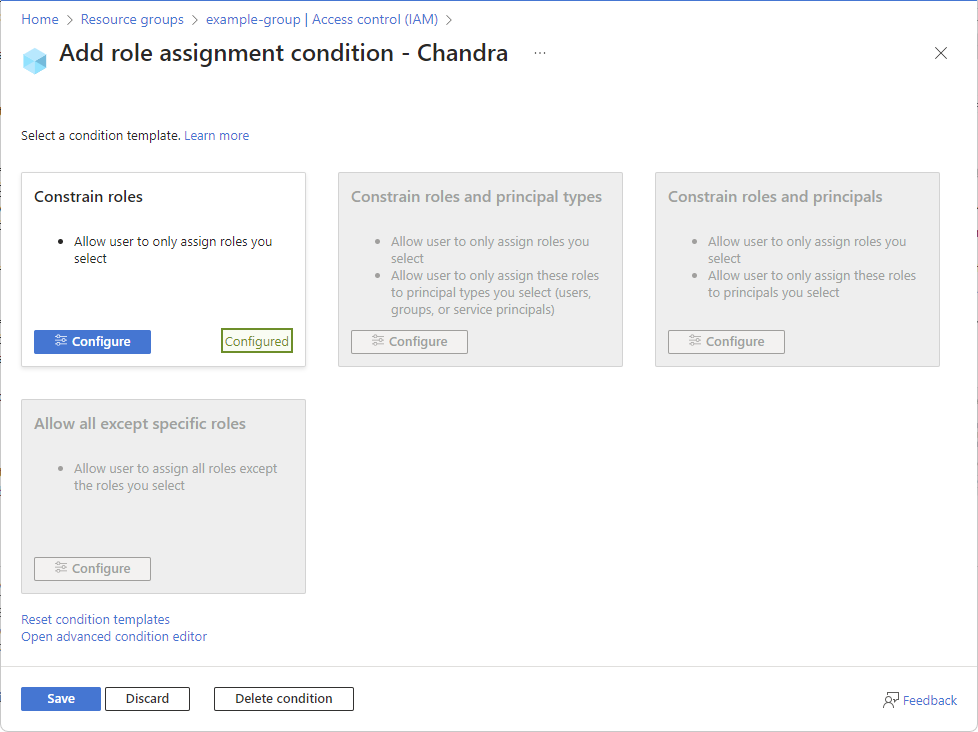 Home > Resource groups > example-group | Access control (IAM) >
Add role assignment condition - Chandra ...
Select a condition template. Learn more
Constrain roles
• Allow user to only assign roles you
select
Configure
Configured
Constrain roles and principal types
• Allow user to only assign roles you
select
• Allow user to only assign these roles
to principal types you select (users,
groups, or service principals)
Configure
Constrain roles and principals
• Allow user to only assign roles you
select
• Allow user to only assign these roles
to principals you select
Configure
Allow all except specific roles
• Allow user to assign all roles except
the roles you select
Configure
Reset condition templates
Open advanced condition editor
Save
Discard
Delete condition
Feedback